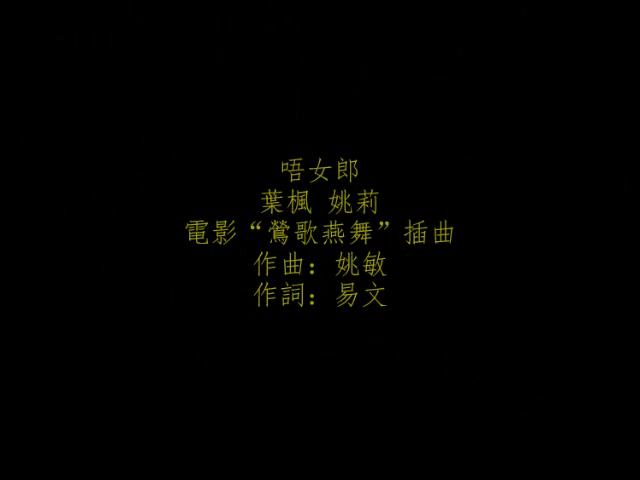 唔女郎
葉楓 姚莉
電影“鶯歌燕舞”插曲
作曲：姚敏
作詞：易文